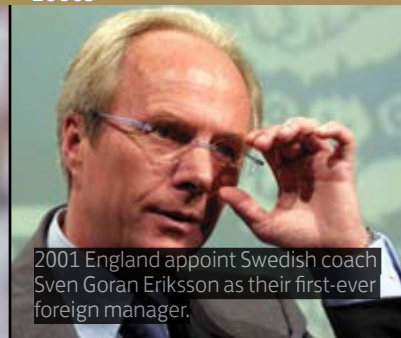 2001 England appoint Swedish coach
Sven Goran Eriksson as their first-ever
foreign manager.